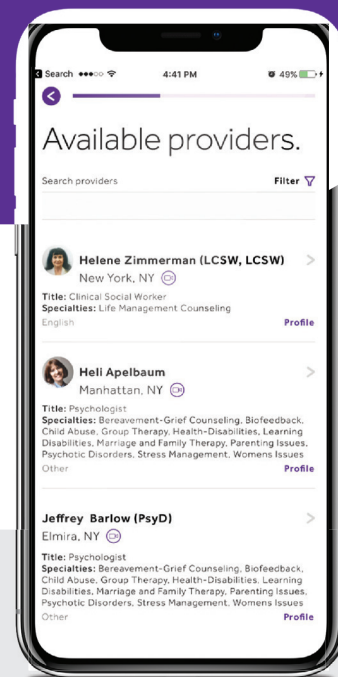 Search
4:41 PM
49%
Available providers.
Search providers
Filter
Helene Zimmerman (LCSW, LCSW)
New York, NY
Title: Clinical Social Worker
Specialties: Life Management Counseling
English
Profile
Heli Apelbaum
Manhattan, NY
Title: Psychologist
Specialties: Bereavement-Grief Counseling, Biofeedback,
Child Abuse, Group Therapy, Health-Disabilities, Learning
Disabilities, Marriage and Family Therapy, Parenting Issues,
Psychotic Disorders, Stress Management, Womens Issues
Other
Profile
Jeffrey Barlow (PsyD)
Elmira, NY
Title: Psychologist
Specialties: Bereavement-Grief Counseling, Biofeedback,
Child Abuse, Group Therapy, Health-Disabilities, Learning
Disabilities, Marriage and Family Therapy, Parenting Issues,
Psychotic Disorders, Stress Management, Womens Issues
Other
Profile